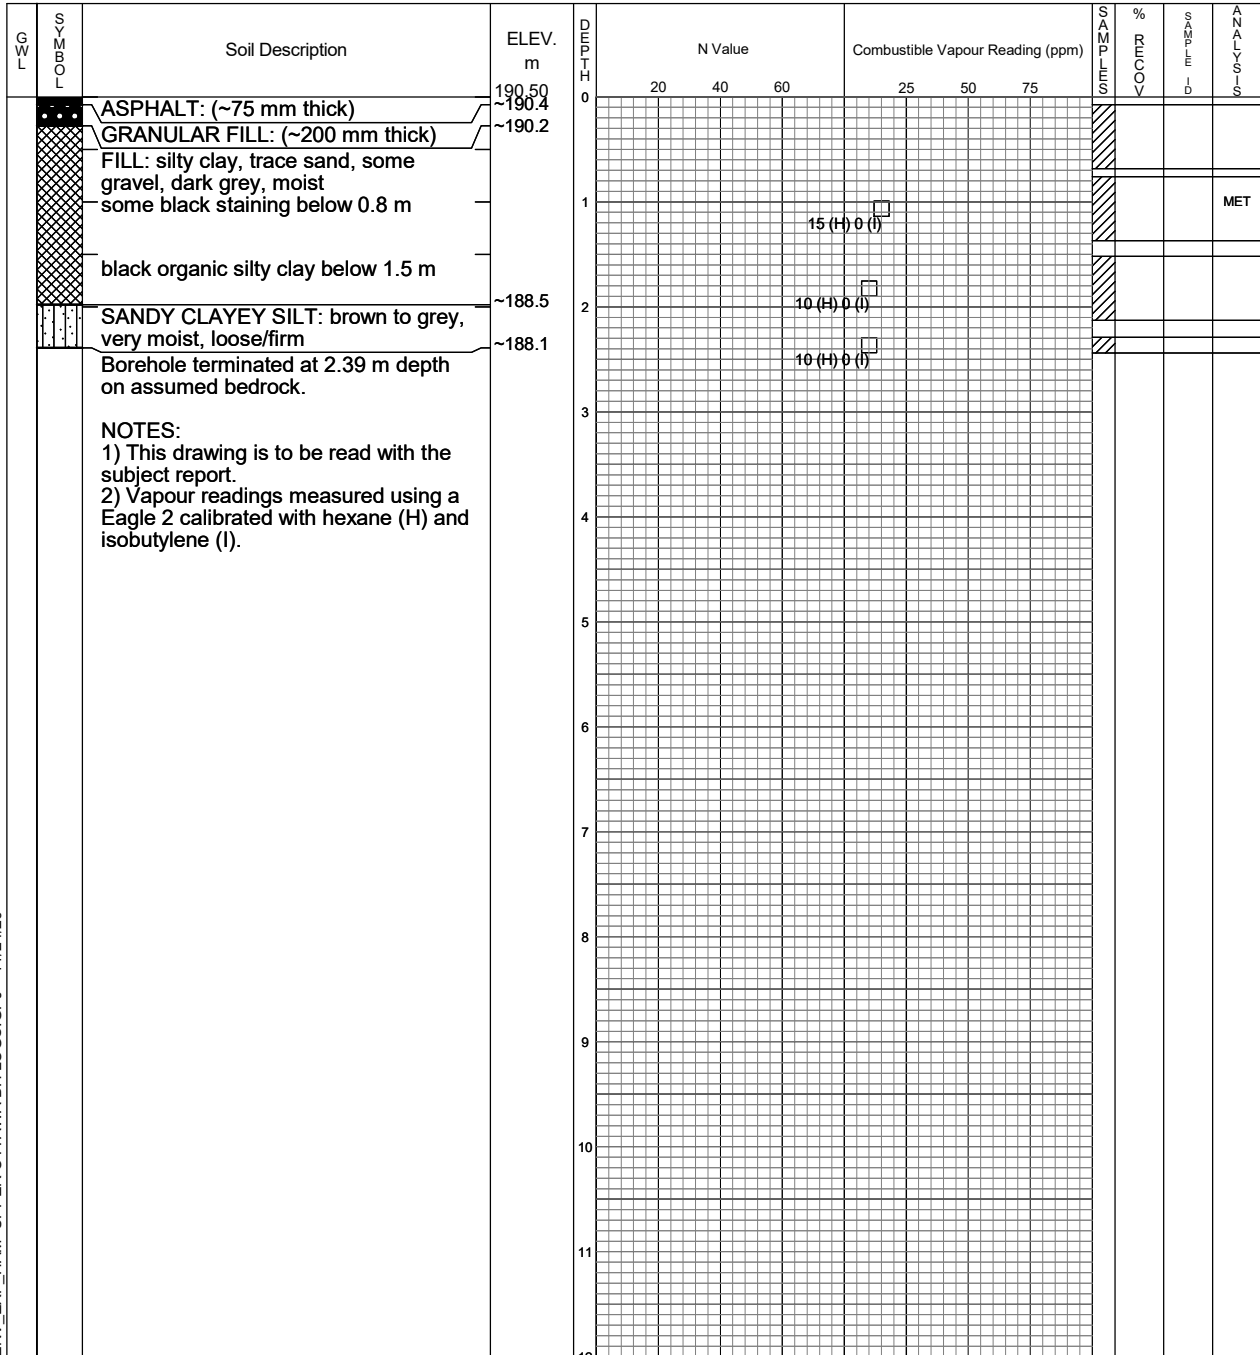 GWL
SYMBOL
Soil Description
ELEV.
m
190.50
DEPTH
N Value
20 40 60
Combustible Vapour Reading (ppm)
25 50 75
SAMPLES
% RECOV
SAMPLE ID
ANALYSIS
0
ASPHALT: (~75 mm thick)
~190.4
GRANULAR FILL: (~200 mm thick)
~190.2
FILL: silty clay, trace sand, some
gravel, dark grey, moist
some black staining below 0.8 m
1
MET
15 (H) 0 (I)
black organic silty clay below 1.5 m
~188.5
10 (H) 0 (I)
2
SANDY CLAYEY SILT: brown to grey,
very moist, loose/firm
~188.1
10 (H) 0 (I)
Borehole terminated at 2.39 m depth
on assumed bedrock.
3
NOTES:
1) This drawing is to be read with the
subject report.
2) Vapour readings measured using a
Eagle 2 calibrated with hexane (H) and
isobutylene (I).
4
5
6
7
8
9
10
11